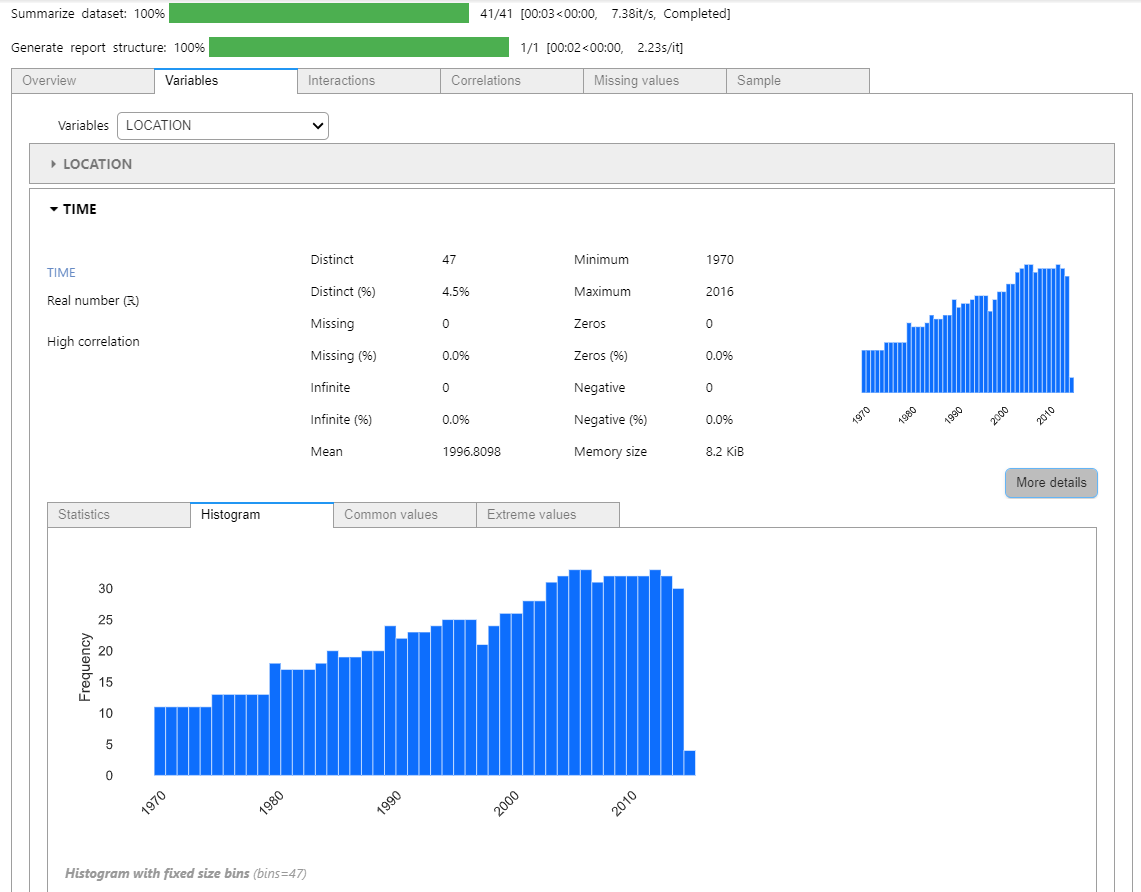 Summarize dataset: 100% 41/41 [00:03<00:00, 7.38it/s, Completed]
Generate report structure: 100% 1/1 [00:02<00:00, 2.23s/it]
Overview Variables Interactions Correlations Missing values Sample
Variables LOCATION
LOCATION
TIME
TIME
Real number (ℝ)
High correlation
Distinct 47
Distinct (%) 4.5%
Missing 0
Missing (%) 0.0%
Infinite 0
Infinite (%) 0.0%
Mean 1996.8098
Minimum 1970
Maximum 2016
Zeros 0
Zeros (%) 0.0%
Negative 0
Negative (%) 0.0%
Memory size 8.2 KiB
1970 1980 1990 2000 2010
More details
Statistics Histogram Common values Extreme values
Frequency
30
25
20
15
10
5
0
1970 1980 1990 2000 2010
Histogram with fixed size bins (bins=47)